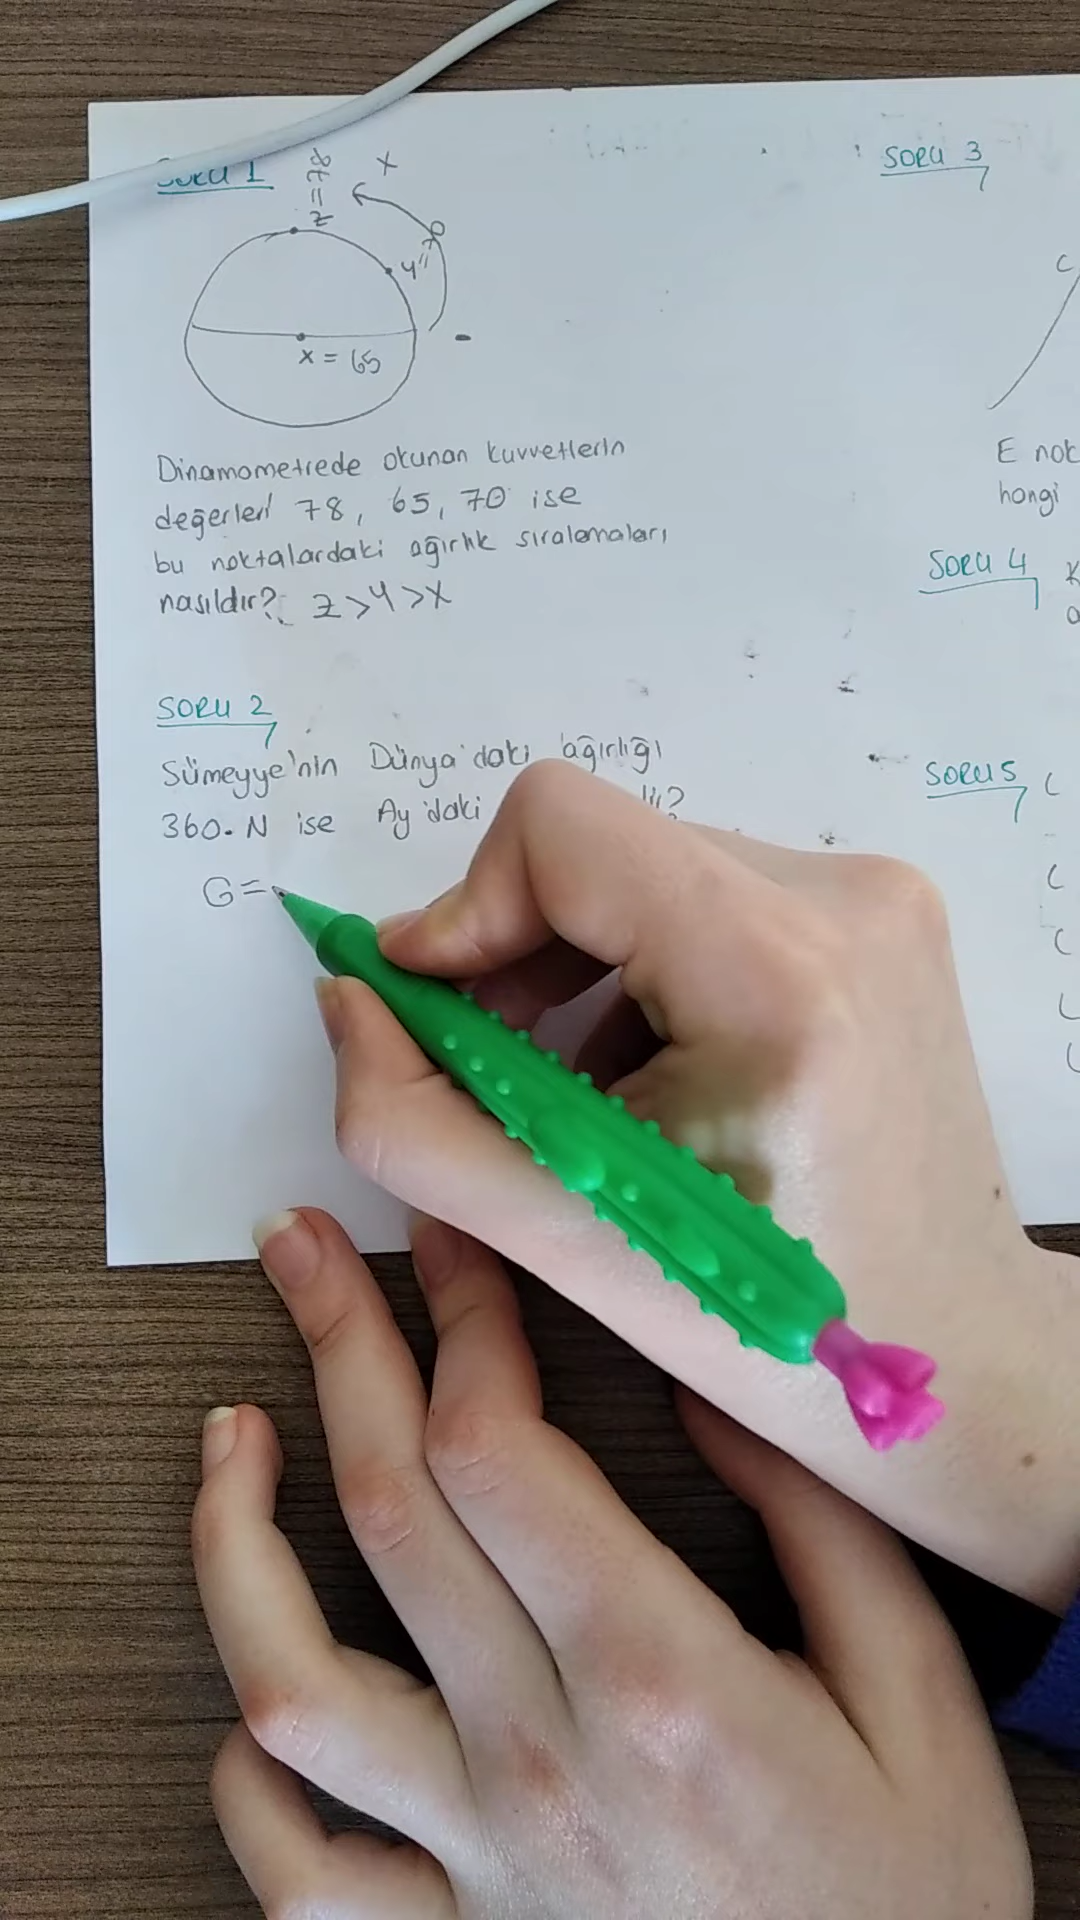 SORU 1
z = 78
x
y = 70
x = 65
Dinamometrede okunan kuvvetlerin
değerleri 78, 65, 70 ise
bu noktalardaki ağırlık sıralamaları
nasıldır? z > y > x
SORU 2
Sümeyye'nin Dünya'daki ağırlığı
360. N ise Ay'daki
G =
SORU 3
C
E nok
hangi
SORU 4
SORU 5